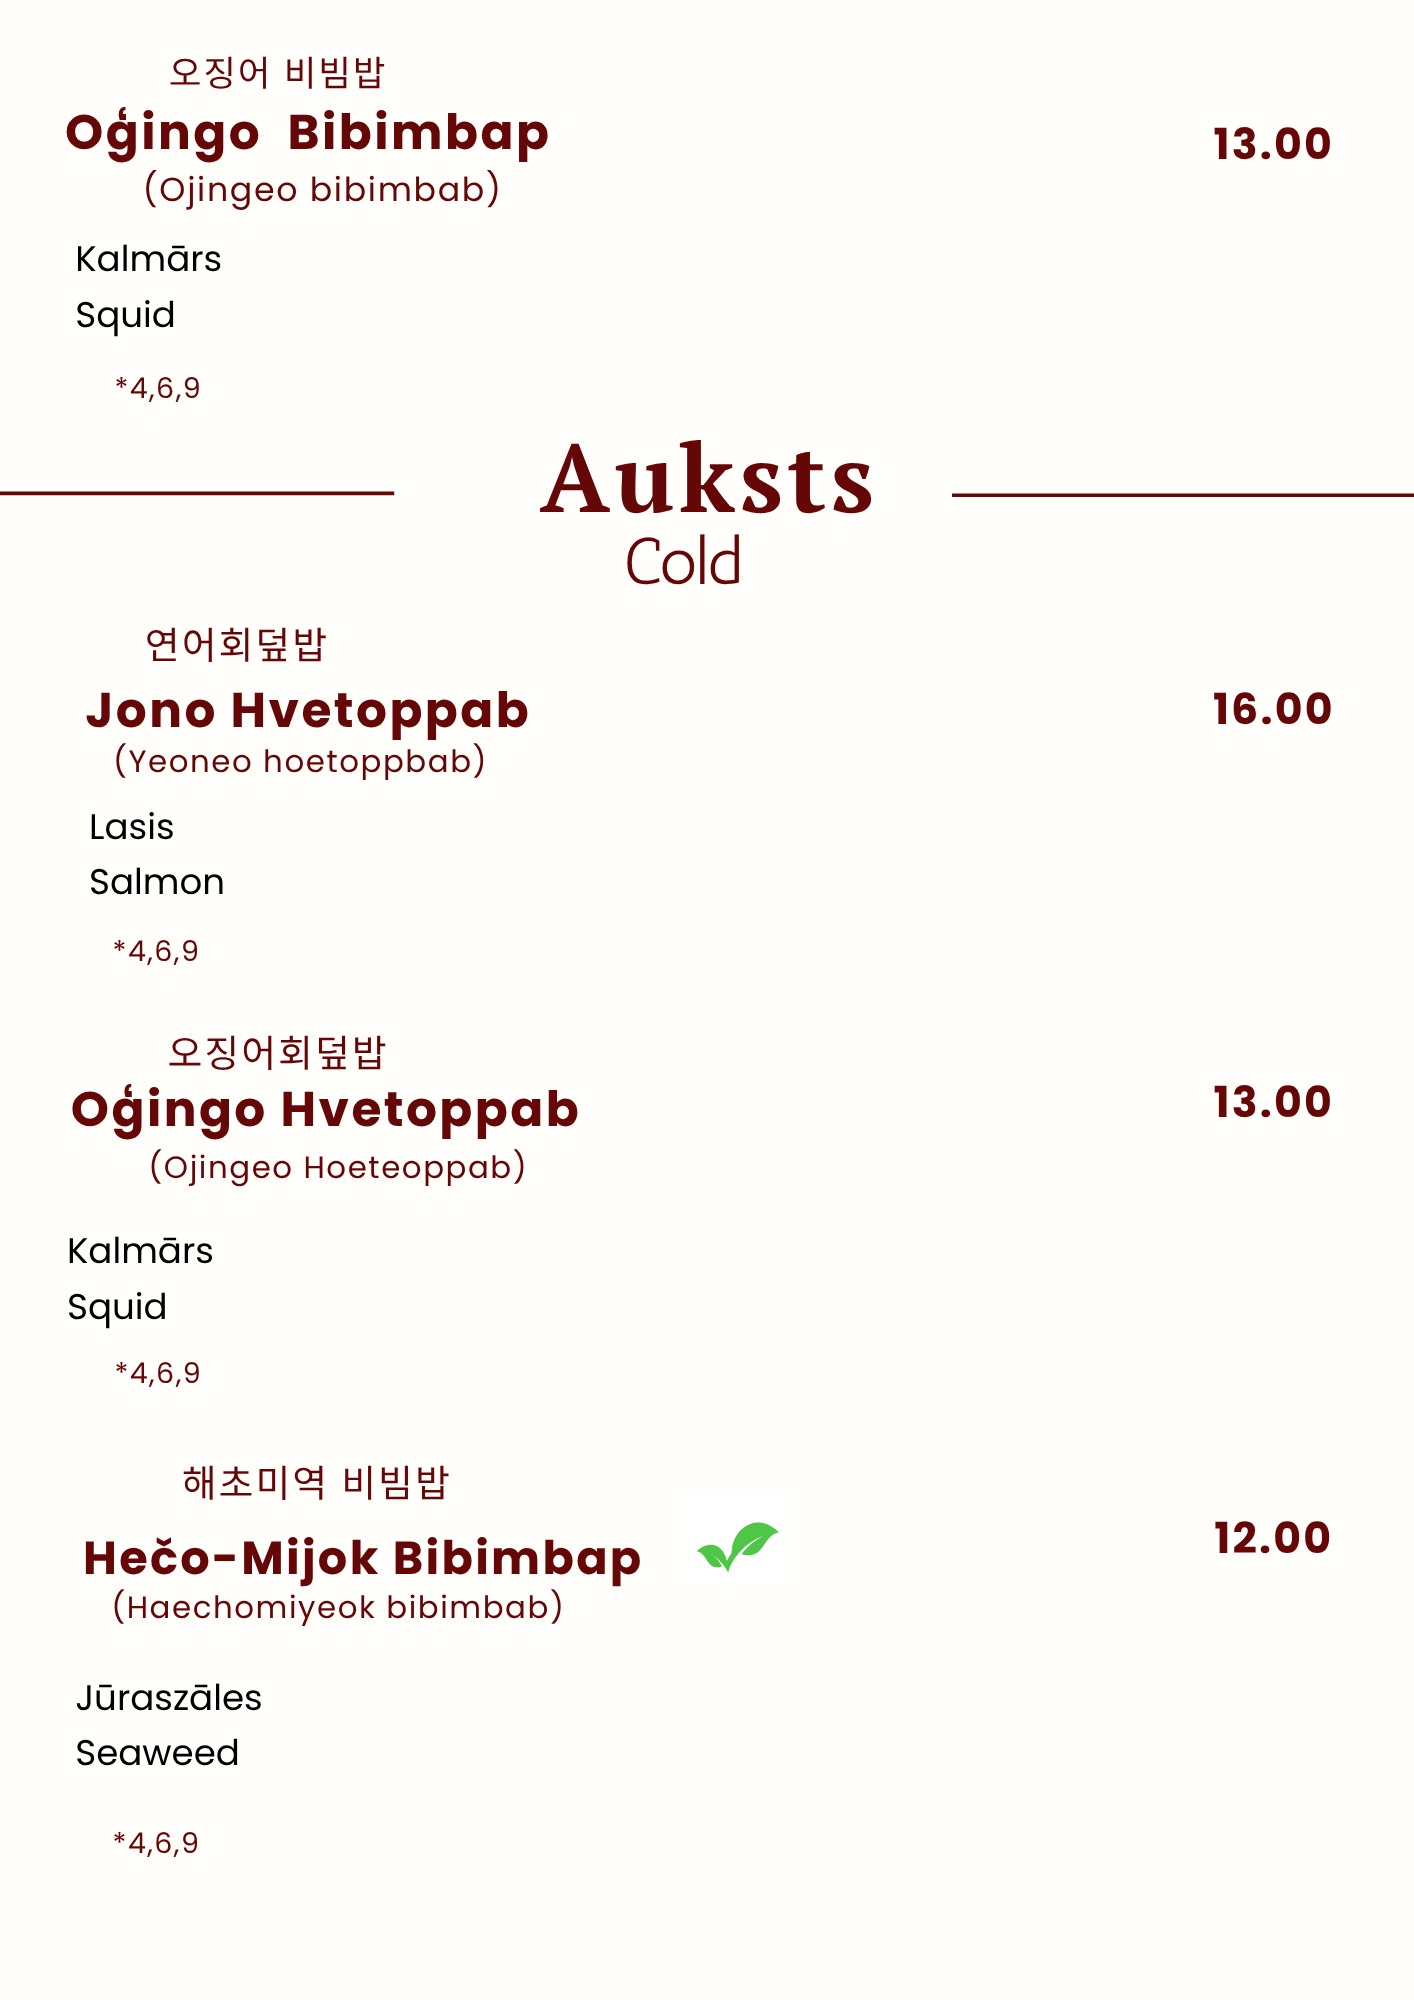 오징어 비빔밥
Oģingo Bibimbap
13.00
(Ojingeo bibimbab)
Kalmārs
Squid
*4,6,9
Auksts
Cold
연어회덮밥
Jono Hvetoppab
16.00
(Yeoneo hoetoppbab)
Lasis
Salmon
*4,6,9
오징어회덮밥
Oģingo Hvetoppab
13.00
(Ojingeo Hoeteoppab)
Kalmārs
Squid
*4,6,9
해초미역 비빔밥
Hečo-Mijok Bibimbap
12.00
(Haechomiyeok bibimbab)
Jūraszāles
Seaweed
*4,6,9